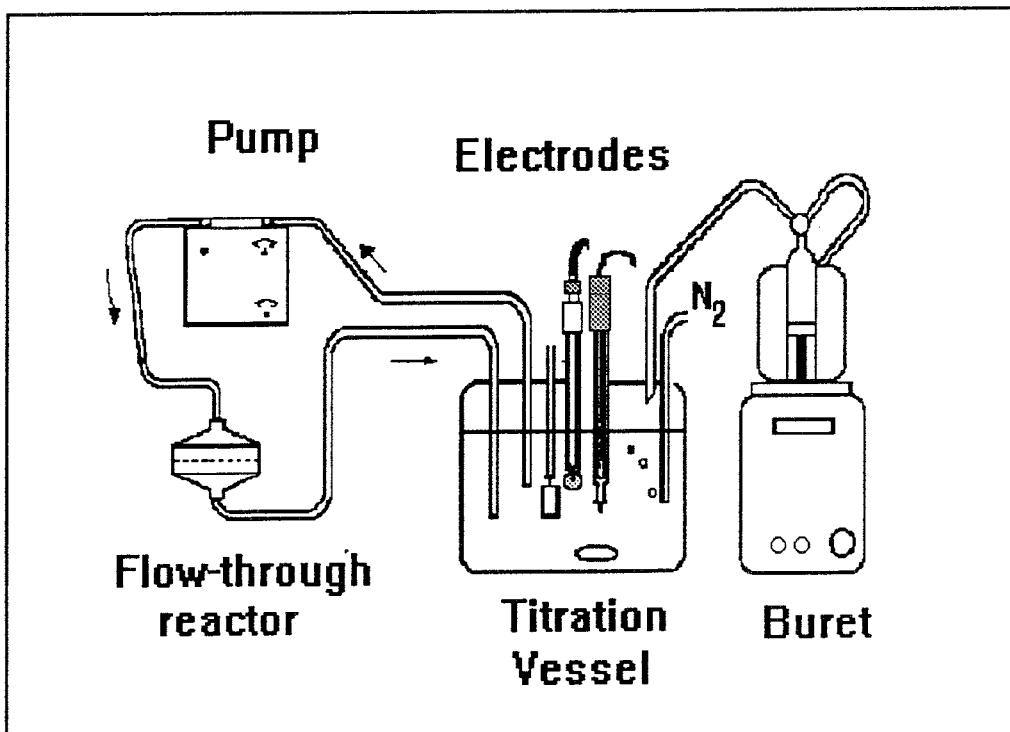 Pump
Electrodes
N2
Flow-through
reactor
Titration
Vessel
Buret